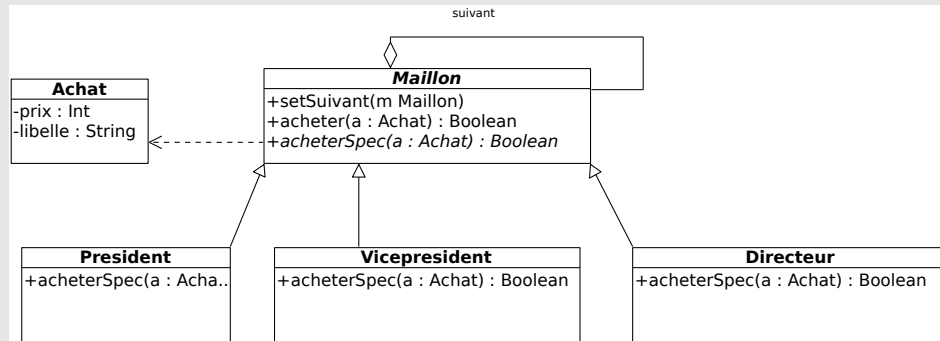 suivant
Maillon
+setSuivant(m Maillon)
+acheter(a : Achat) : Boolean
+acheterSpec(a : Achat) : Boolean
Achat
-prix : Int
-libelle : String
President
+acheterSpec(a : Acha..
Vicepresident
+acheterSpec(a : Achat) : Boolean
Directeur
+acheterSpec(a : Achat) : Boolean